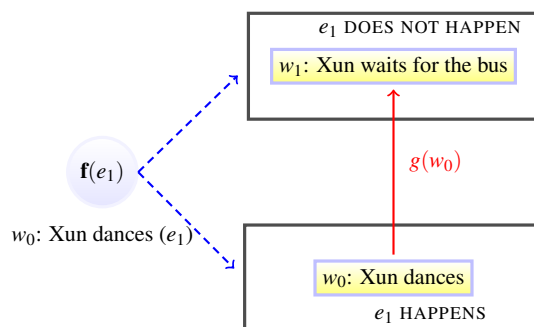 e₁ DOES NOT HAPPEN
w₁: Xun waits for the bus
g(w₀)
f(e₁)
w₀: Xun dances (e₁)
w₀: Xun dances
e₁ HAPPENS